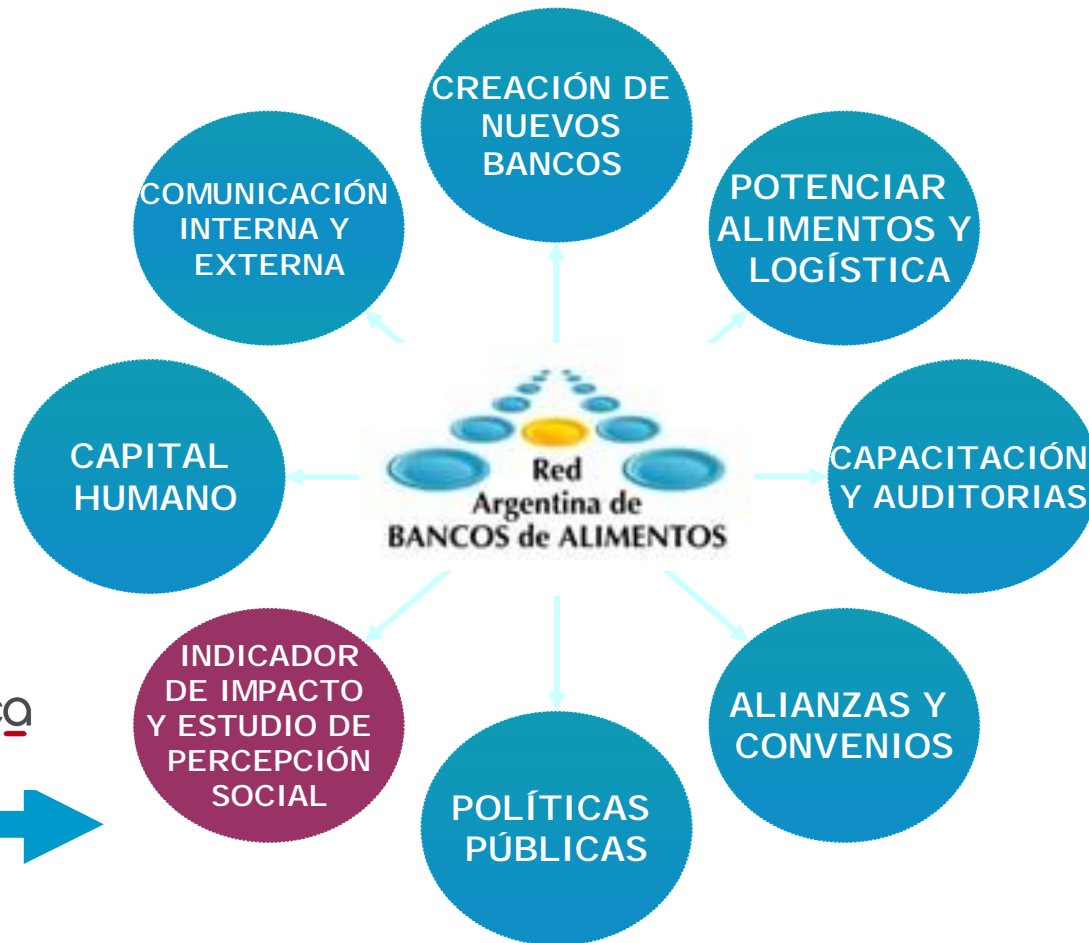 CREACIÓN DE
NUEVOS
BANCOS
POTENCIAR
ALIMENTOS Y
LOGÍSTICA
CAPACITACIÓN
Y AUDITORIAS
ALIANZAS Y
CONVENIOS
POLÍTICAS
PÚBLICAS
INDICADOR
DE IMPACTO
Y ESTUDIO DE
PERCEPCIÓN
SOCIAL
CAPITAL
HUMANO
COMUNICACIÓN
INTERNA Y
EXTERNA
Red
Argentina de
BANCOS de ALIMENTOS